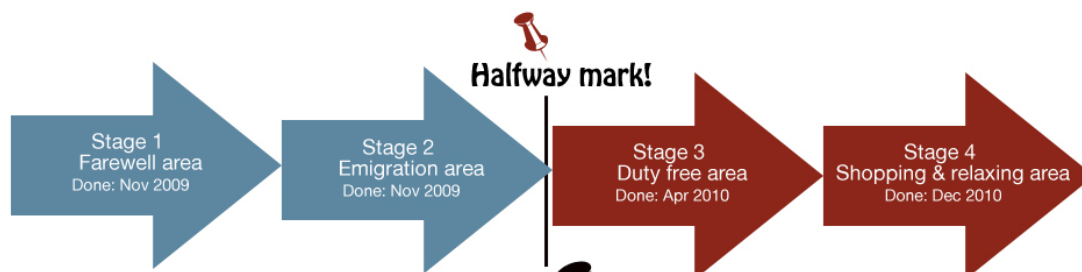 Halfway mark!
Stage 1
Farewell area
Done: Nov 2009
Stage 2
Emigration area
Done: Nov 2009
Stage 3
Duty free area
Done: Apr 2010
Stage 4
Shopping & relaxing area
Done: Dec 2010